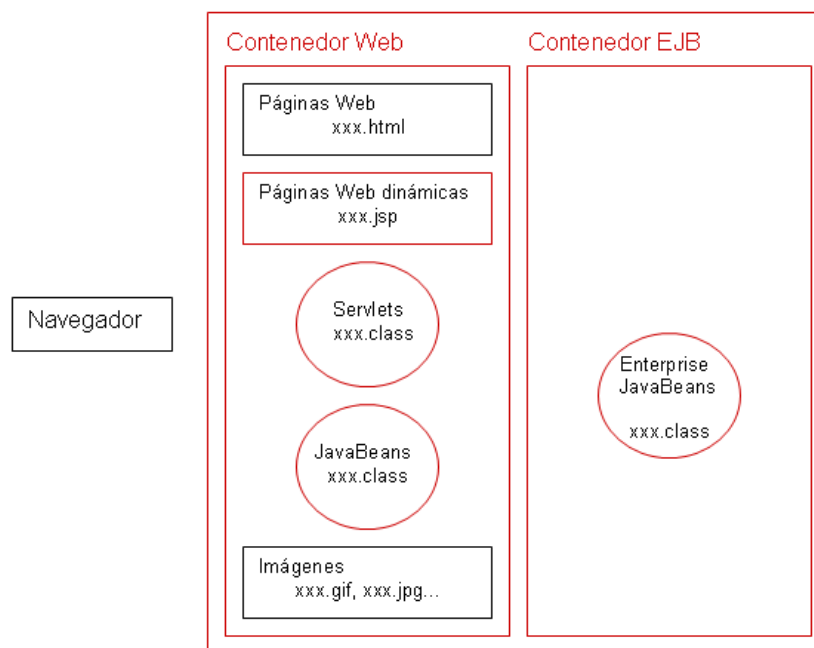 Contenedor Web
Contenedor EJB
Páginas Web
xxx.html
Páginas Web dinámicas
xxx.jsp
Servlets
xxx.class
Navegador
Enterprise
JavaBeans
xxx.class
JavaBeans
xxx.class
Imágenes
xxx.gif, xxx.jpg...